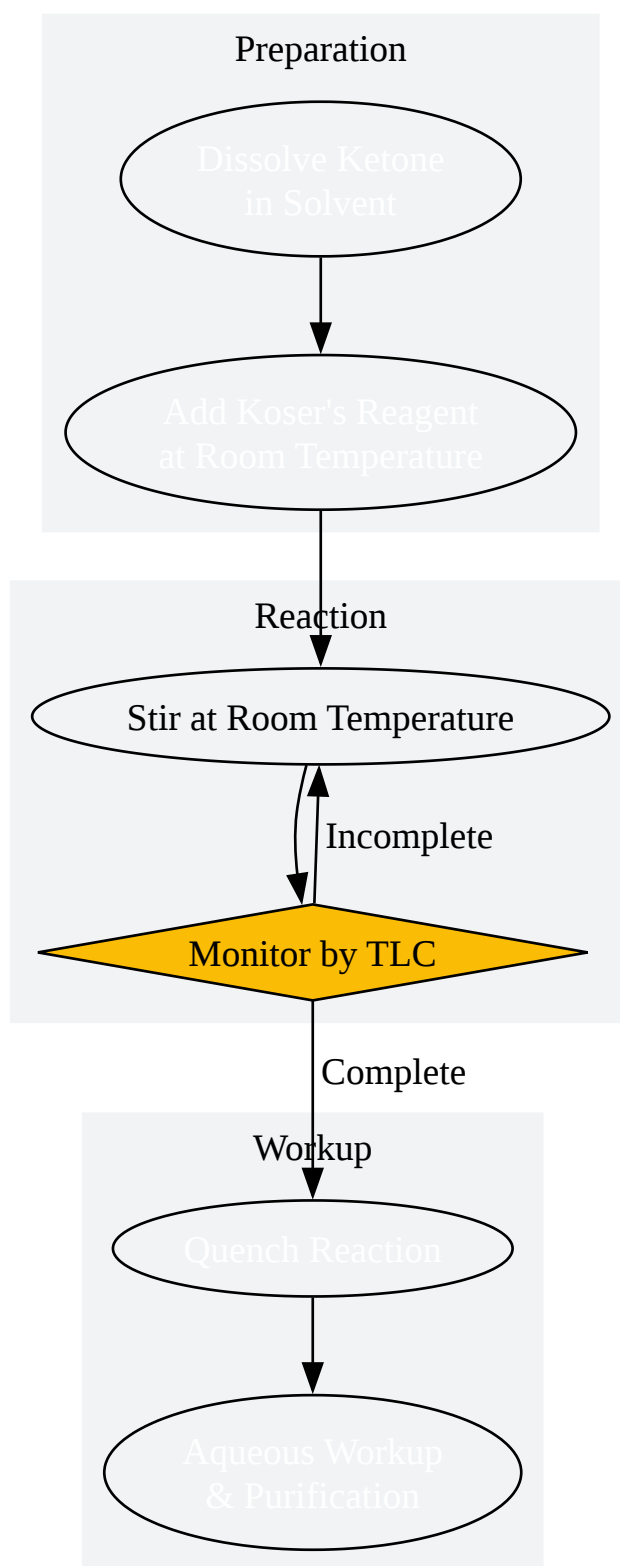 Preparation
Dissolve Ketone
in Solvent
Add Koser's Reagent
at Room Temperature
Reaction
Stir at Room Temperature
Incomplete
Monitor by TLC
Complete
Workup
Quench Reaction
Aqueous Workup
& Purification